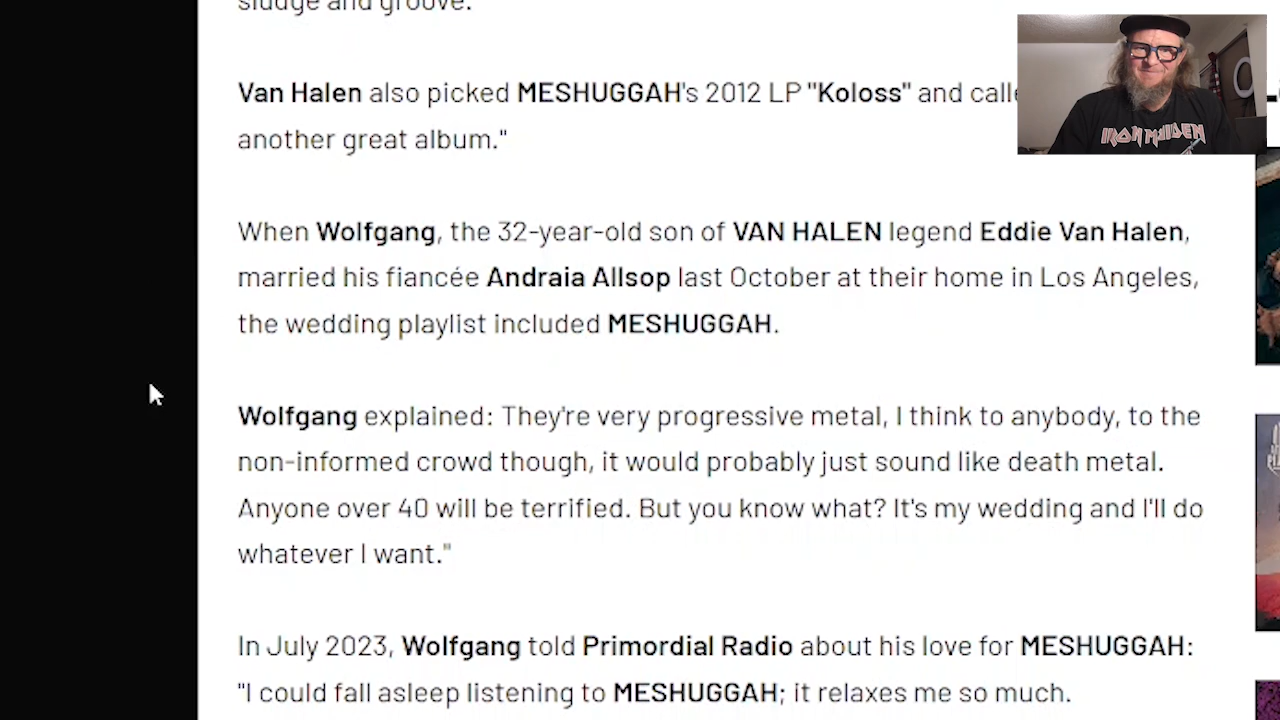 sludge and groove."
Van Halen also picked MESHUGGAH's 2012 LP "Koloss" and
another great album."
When Wolfgang, the 32-year-old son of VAN HALEN legend Eddie Van Halen,
married his fiancée Andraia Allsop last October at their home in Los Angeles,
the wedding playlist included MESHUGGAH.
Wolfgang explained: They're very progressive metal, I think to anybody, to the
non-informed crowd though, it would probably just sound like death metal.
Anyone over 40 will be terrified. But you know what? It's my wedding and I'll do
whatever I want."
In July 2023, Wolfgang told Primordial Radio about his love for MESHUGGAH:
"I could fall asleep listening to MESHUGGAH; it relaxes me so much.
IRON MAIDEN